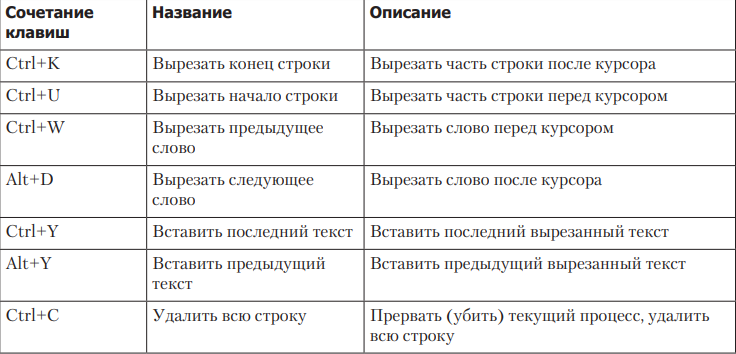 Сочетание клавиш Название Описание
Ctrl+K Вырезать конец строки Вырезать часть строки после курсора
Ctrl+U Вырезать начало строки Вырезать часть строки перед курсором
Ctrl+W Вырезать предыдущее слово Вырезать слово перед курсором
Alt+D Вырезать следующее слово Вырезать слово после курсора
Ctrl+Y Вставить последний текст Вставить последний вырезанный текст
Alt+Y Вставить предыдущий текст Вставить предыдущий вырезанный текст
Ctrl+C Удалить всю строку Прервать (убить) текущий процесс, удалить всю строку